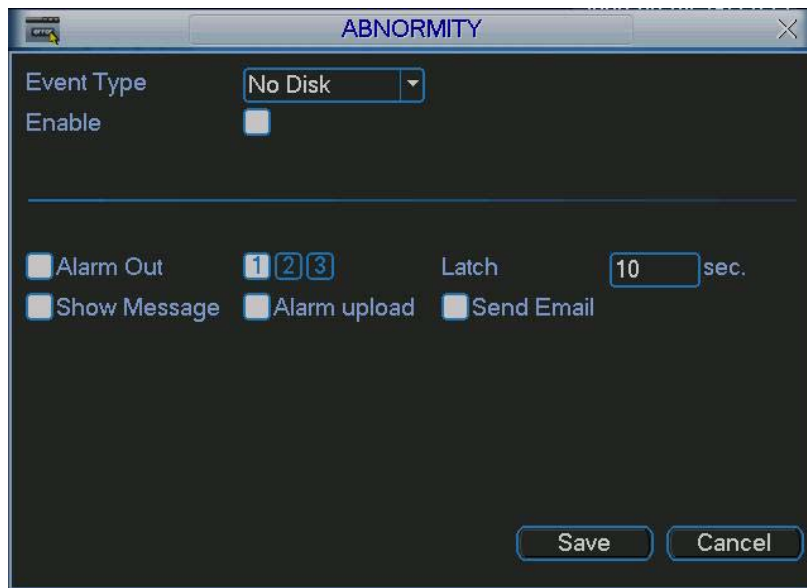 ABNORMITY
Event Type No Disk
Enable
Alarm Out 1 2 3 Latch 10 sec.
Show Message Alarm upload Send Email
Save Cancel